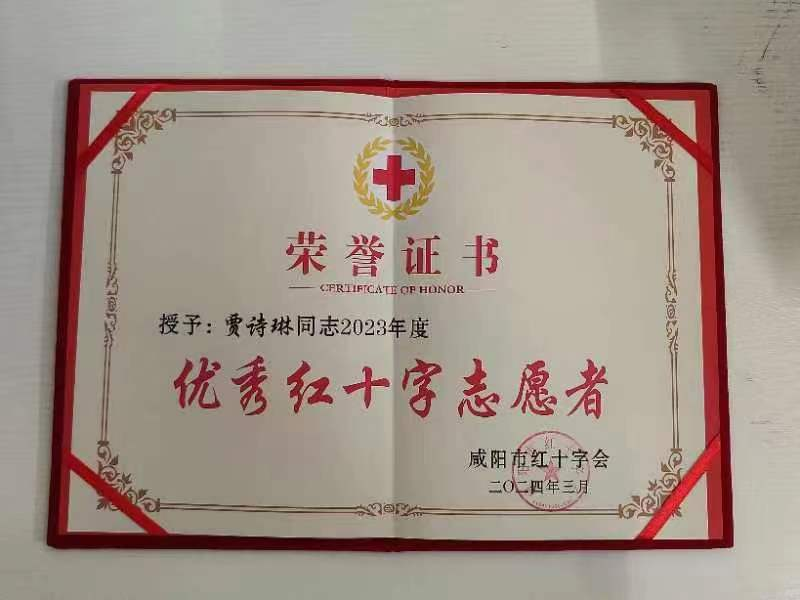 荣誉证书
CERTIFICATE OF HONOR
授予：贾诗琳同志2023年度
优秀红十字志愿者
咸阳市红十字会
二〇二四年三月